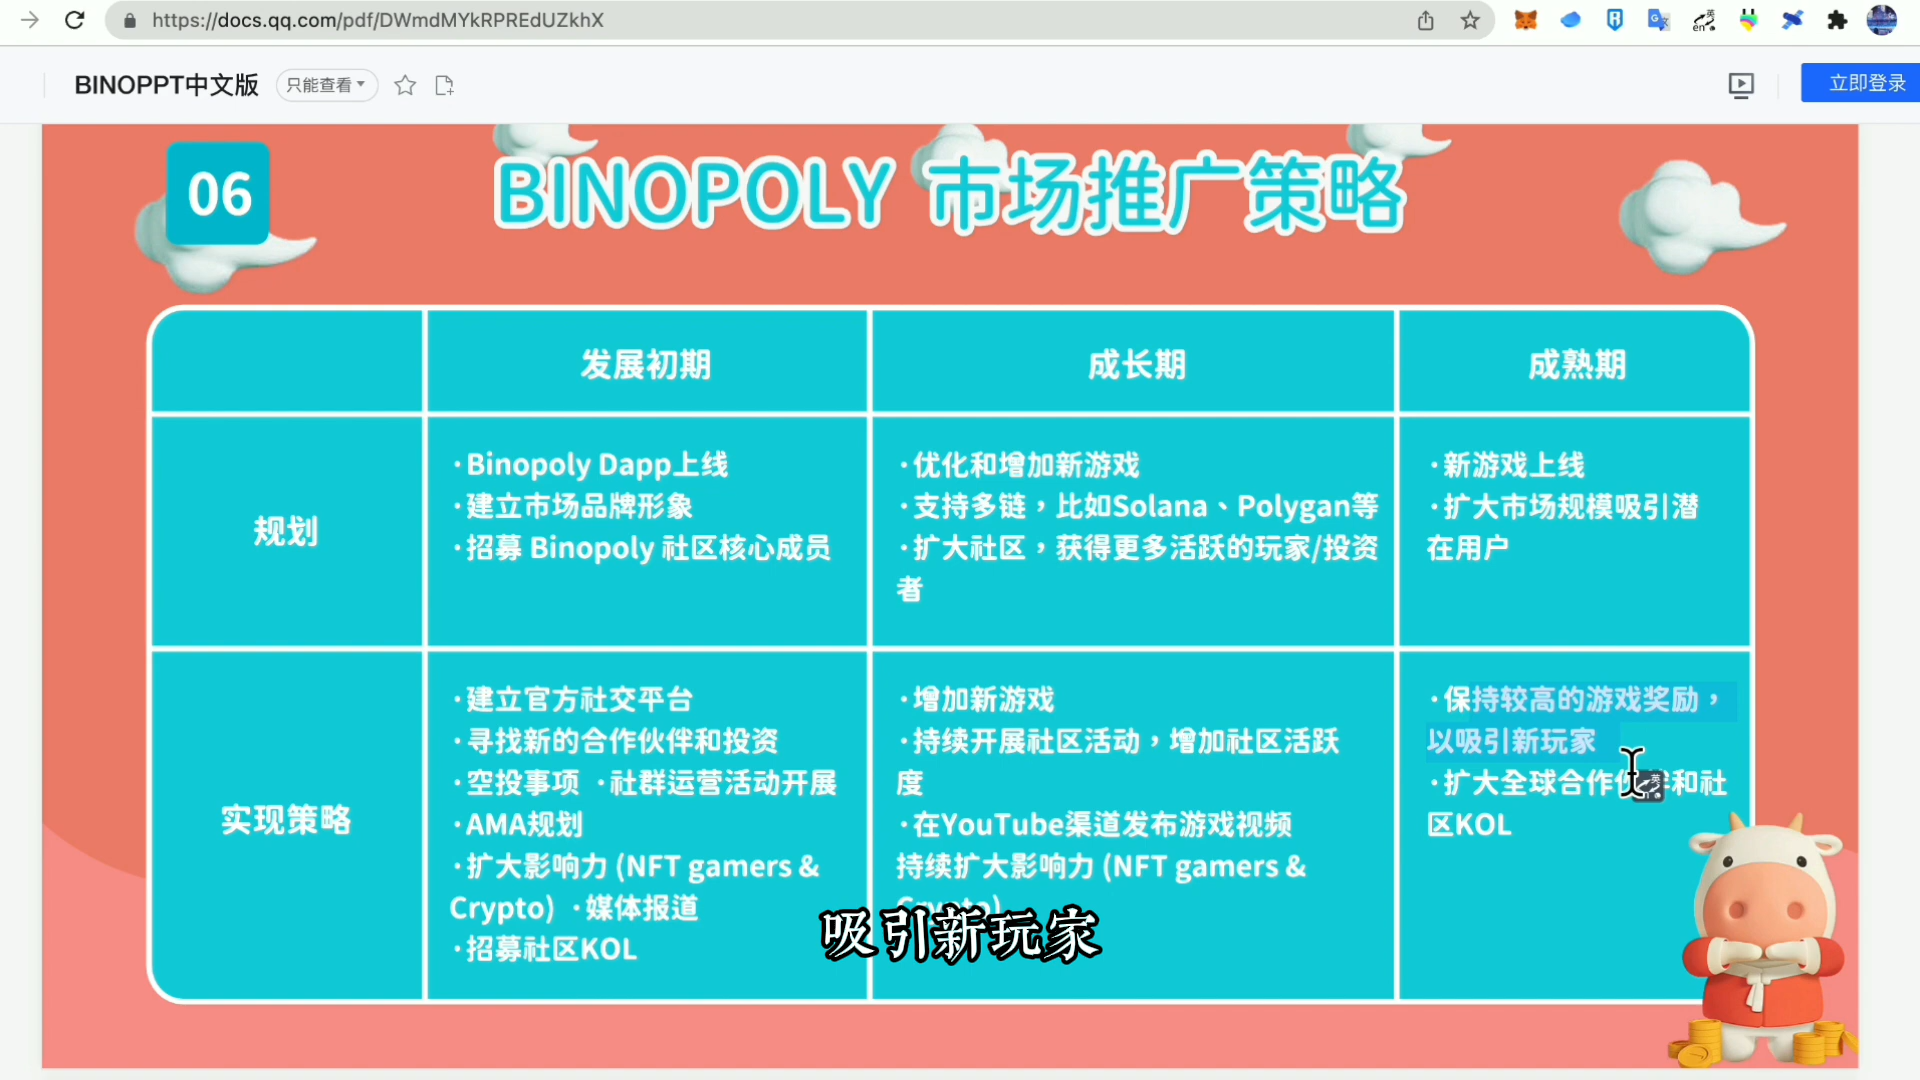 https://docs.qq.com/pdf/DWmdMYkRPREdUZkhX
BINOPPT中文版
只能查看
立即登录
06
BINOPOLY 市场推广策略
发展初期
成长期
成熟期
规划
·Binopoly Dapp上线
·建立市场品牌形象
·招募 Binopoly 社区核心成员
·优化和增加新游戏
·支持多链，比如Solana、Polygan等
·扩大社区，获得更多活跃的玩家/投资
者
·新游戏上线
·扩大市场规模吸引潜
在用户
实现策略
·建立官方社交平台
·寻找新的合作伙伴和投资
·空投事项 ·社群运营活动开展
·AMA规划
·扩大影响力 (NFT gamers &
Crypto) ·媒体报道
·招募社区KOL
·增加新游戏
·持续开展社区活动，增加社区活跃
度
·在YouTube渠道发布游戏视频
持续扩大影响力 (NFT gamers &
Crypto)
·保持较高的游戏奖励，
以吸引新玩家
·扩大全球合作伙伴和社
区KOL
吸引新玩家